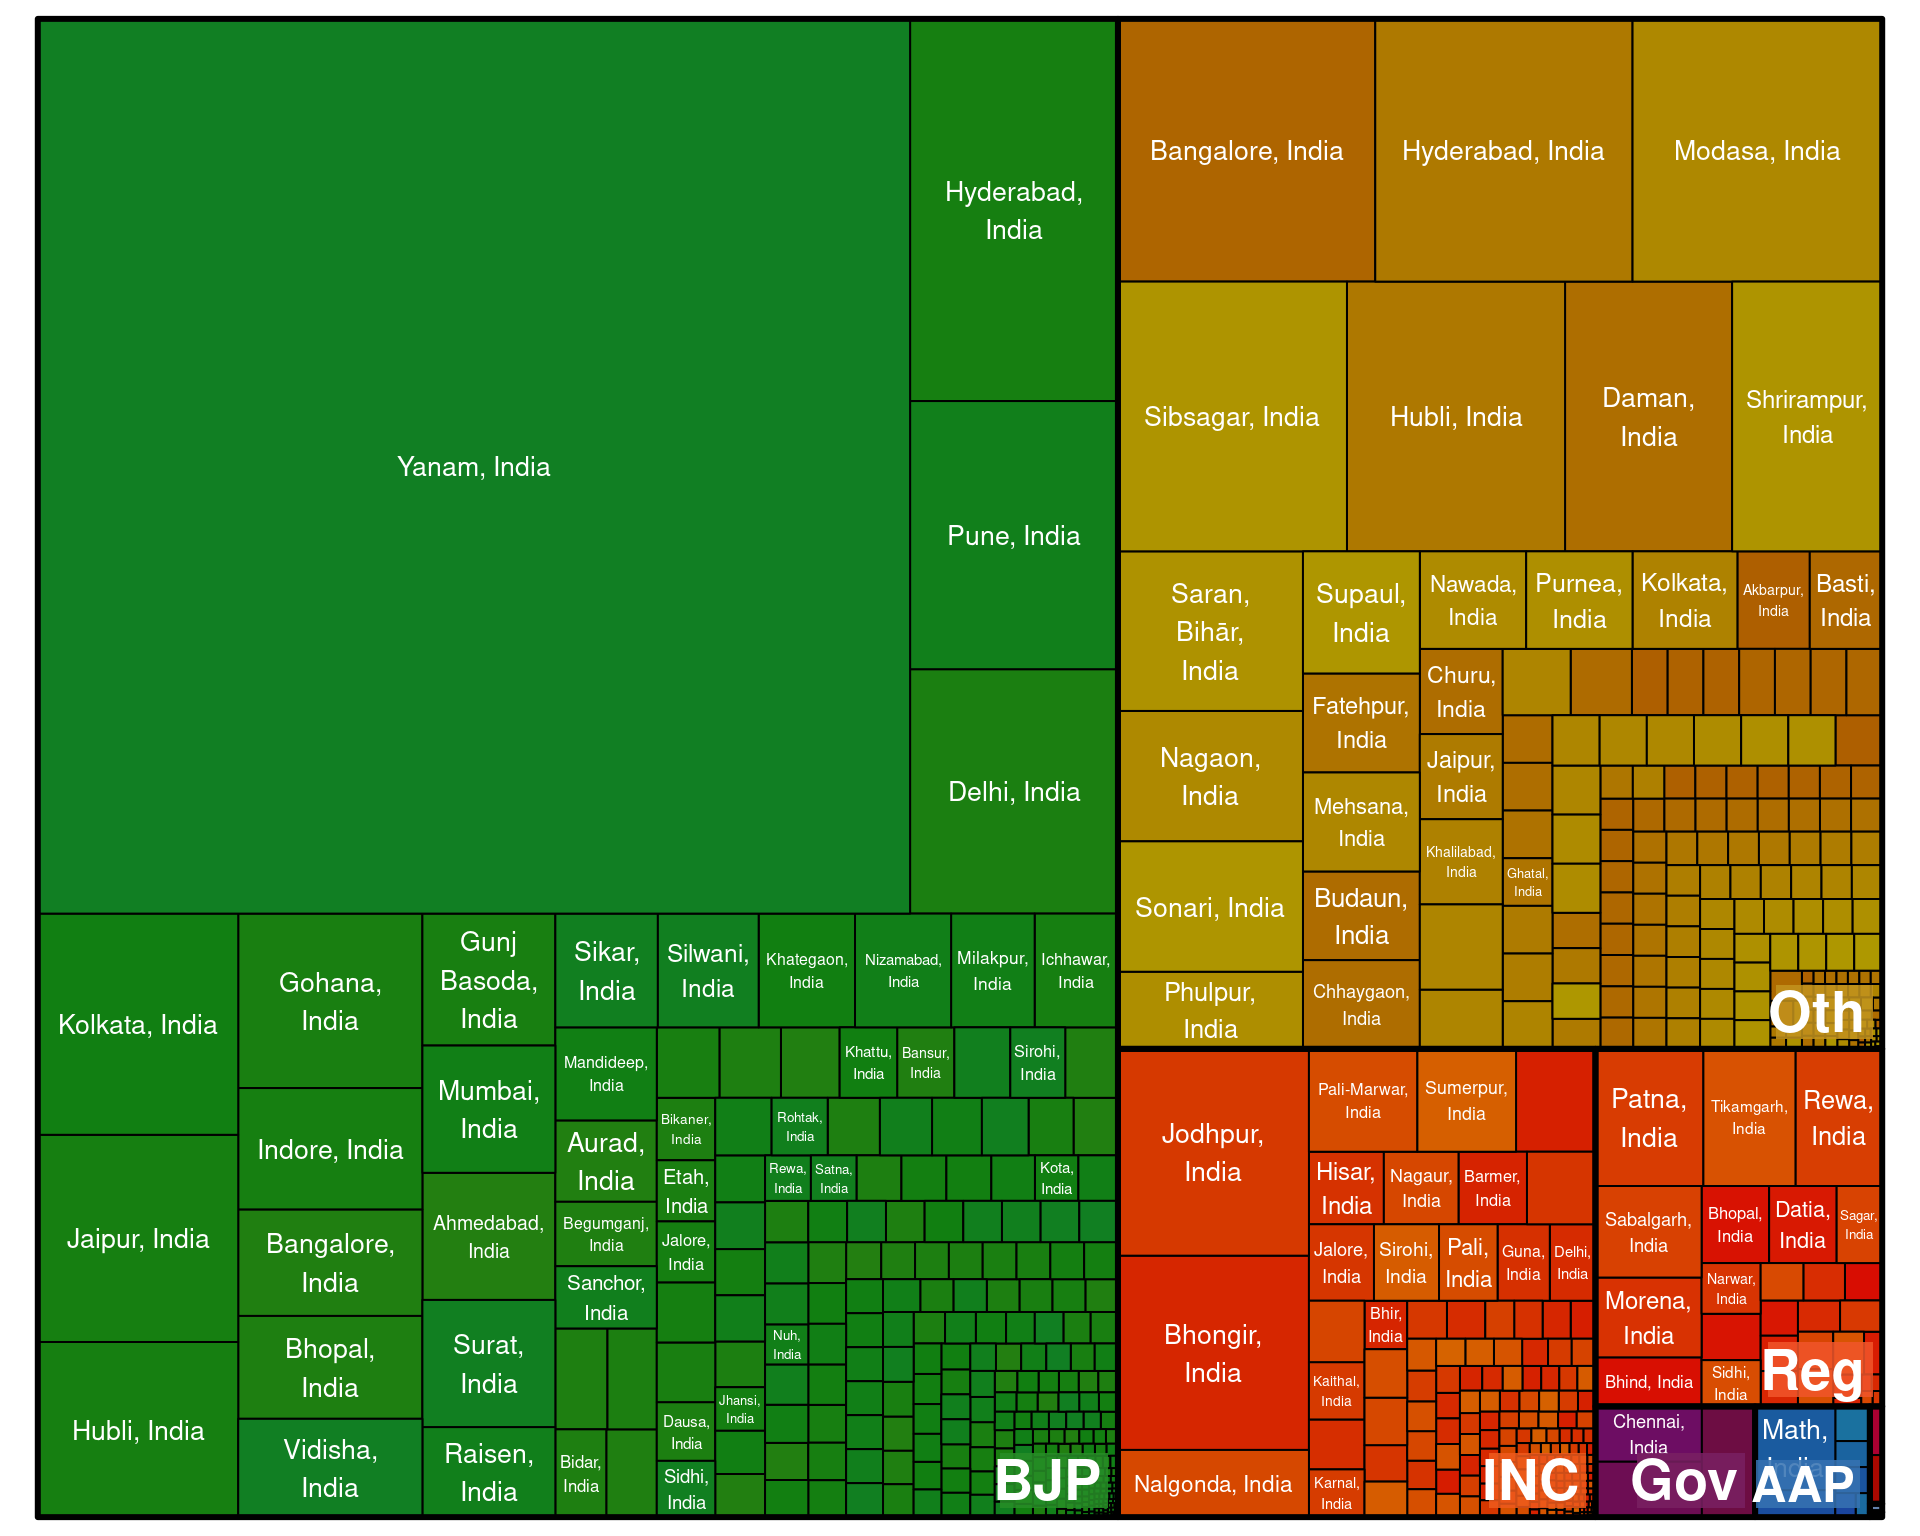 Yanam, India
Hyderabad,
India
Pune, India
Delhi, India
Kolkata, India
Jaipur, India
Hubli, India
Gohana,
India
Indore, India
Bangalore,
India
Bhopal,
India
Vidisha,
India
Gunj
Basoda,
India
Mumbai,
India
Ahmedabad,
India
Surat,
India
Raisen,
India
Sikar,
India
Silwani,
India
Khategaon,
India
Nizamabad,
India
Milakpur,
India
Ichhawar,
India
Mandideep,
India
Aurad,
India
Begumganj,
India
Sanchor,
India
Bidar,
India
Khattu,
India
Bansur,
India
Sirohi,
India
Bikaner,
India
Rohtak,
India
Etah,
India
Rewa,
India
Satna,
India
Kota,
India
Jalore,
India
Nuh,
India
Jhansi,
India
Dausa,
India
Sidhi,
India
BJP
Bangalore, India
Hyderabad, India
Modasa, India
Sibsagar, India
Hubli, India
Daman,
India
Shrirampur,
India
Saran,
Bihār,
India
Nagaon,
India
Sonari, India
Phulpur,
India
Supaul,
India
Fatehpur,
India
Mehsana,
India
Budaun,
India
Chhaygaon,
India
Nawada,
India
Purnea,
India
Kolkata,
India
Akbarpur,
India
Basti,
India
Churu,
India
Jaipur,
India
Khalilabad,
India
Ghatal,
India
Oth
Jodhpur,
India
Bhongir,
India
Nalgonda, India
Pali-Marwar,
India
Sumerpur,
India
Hisar,
India
Nagaur,
India
Barmer,
India
Jalore,
India
Sirohi,
India
Pali,
India
Guna,
India
Delhi,
India
Bhir,
India
Kaithal,
India
Karnal,
India
INC
Patna,
India
Tikamgarh,
India
Rewa,
India
Sabalgarh,
India
Bhopal,
India
Datia,
India
Sagar,
India
Morena,
India
Narwar,
India
Bhind, India
Sidhi,
India
Reg
Chennai,
India
Gov
Math,
India
AAP